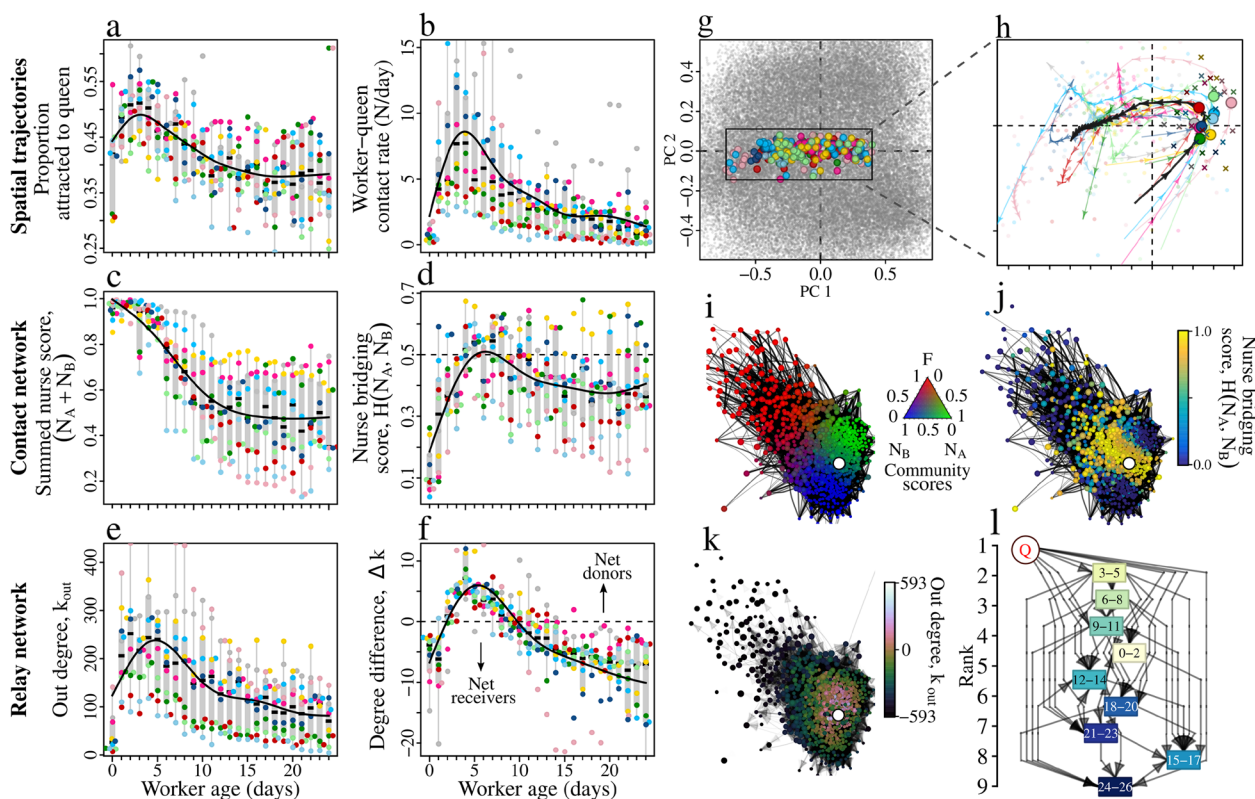 a
b
g
h
Spatial trajectories
Proportion
attracted to queen
0.25 0.35 0.45 0.55
Worker−queen
contact rate (N/day)
0 5 10 15
PC 2
−0.4 −0.2 0.0 0.2 0.4
−0.5 0.0 0.5
PC 1
c
d
i
j
Contact network
Summed nurse score,
(N_A + N_B)
0.2 0.4 0.6 0.8 1.0
Nurse bridging
score, H(N_A, N_B)
0.1 0.3 0.5 0.7
F
1 0
0.5 0.5
0 1
1 0.5 0
N_B N_A
Community
scores
1.0
0.0
Nurse bridging
score, H(N_A, N_B)
e
f
k
l
Relay network
Out degree, k_out
0 100 200 300 400
0 5 10 15 20
Worker age (days)
Degree difference, Δ k
−20 −10 0 10
Net
donors
Net
receivers
0 5 10 15 20
Worker age (days)
593
0
−593
Out degree, k_out
Rank
1
2
3
4
5
6
7
8
9
Q
3−5
6−8
9−11
0−2
12−14
18−20
21−23
15−17
24−26